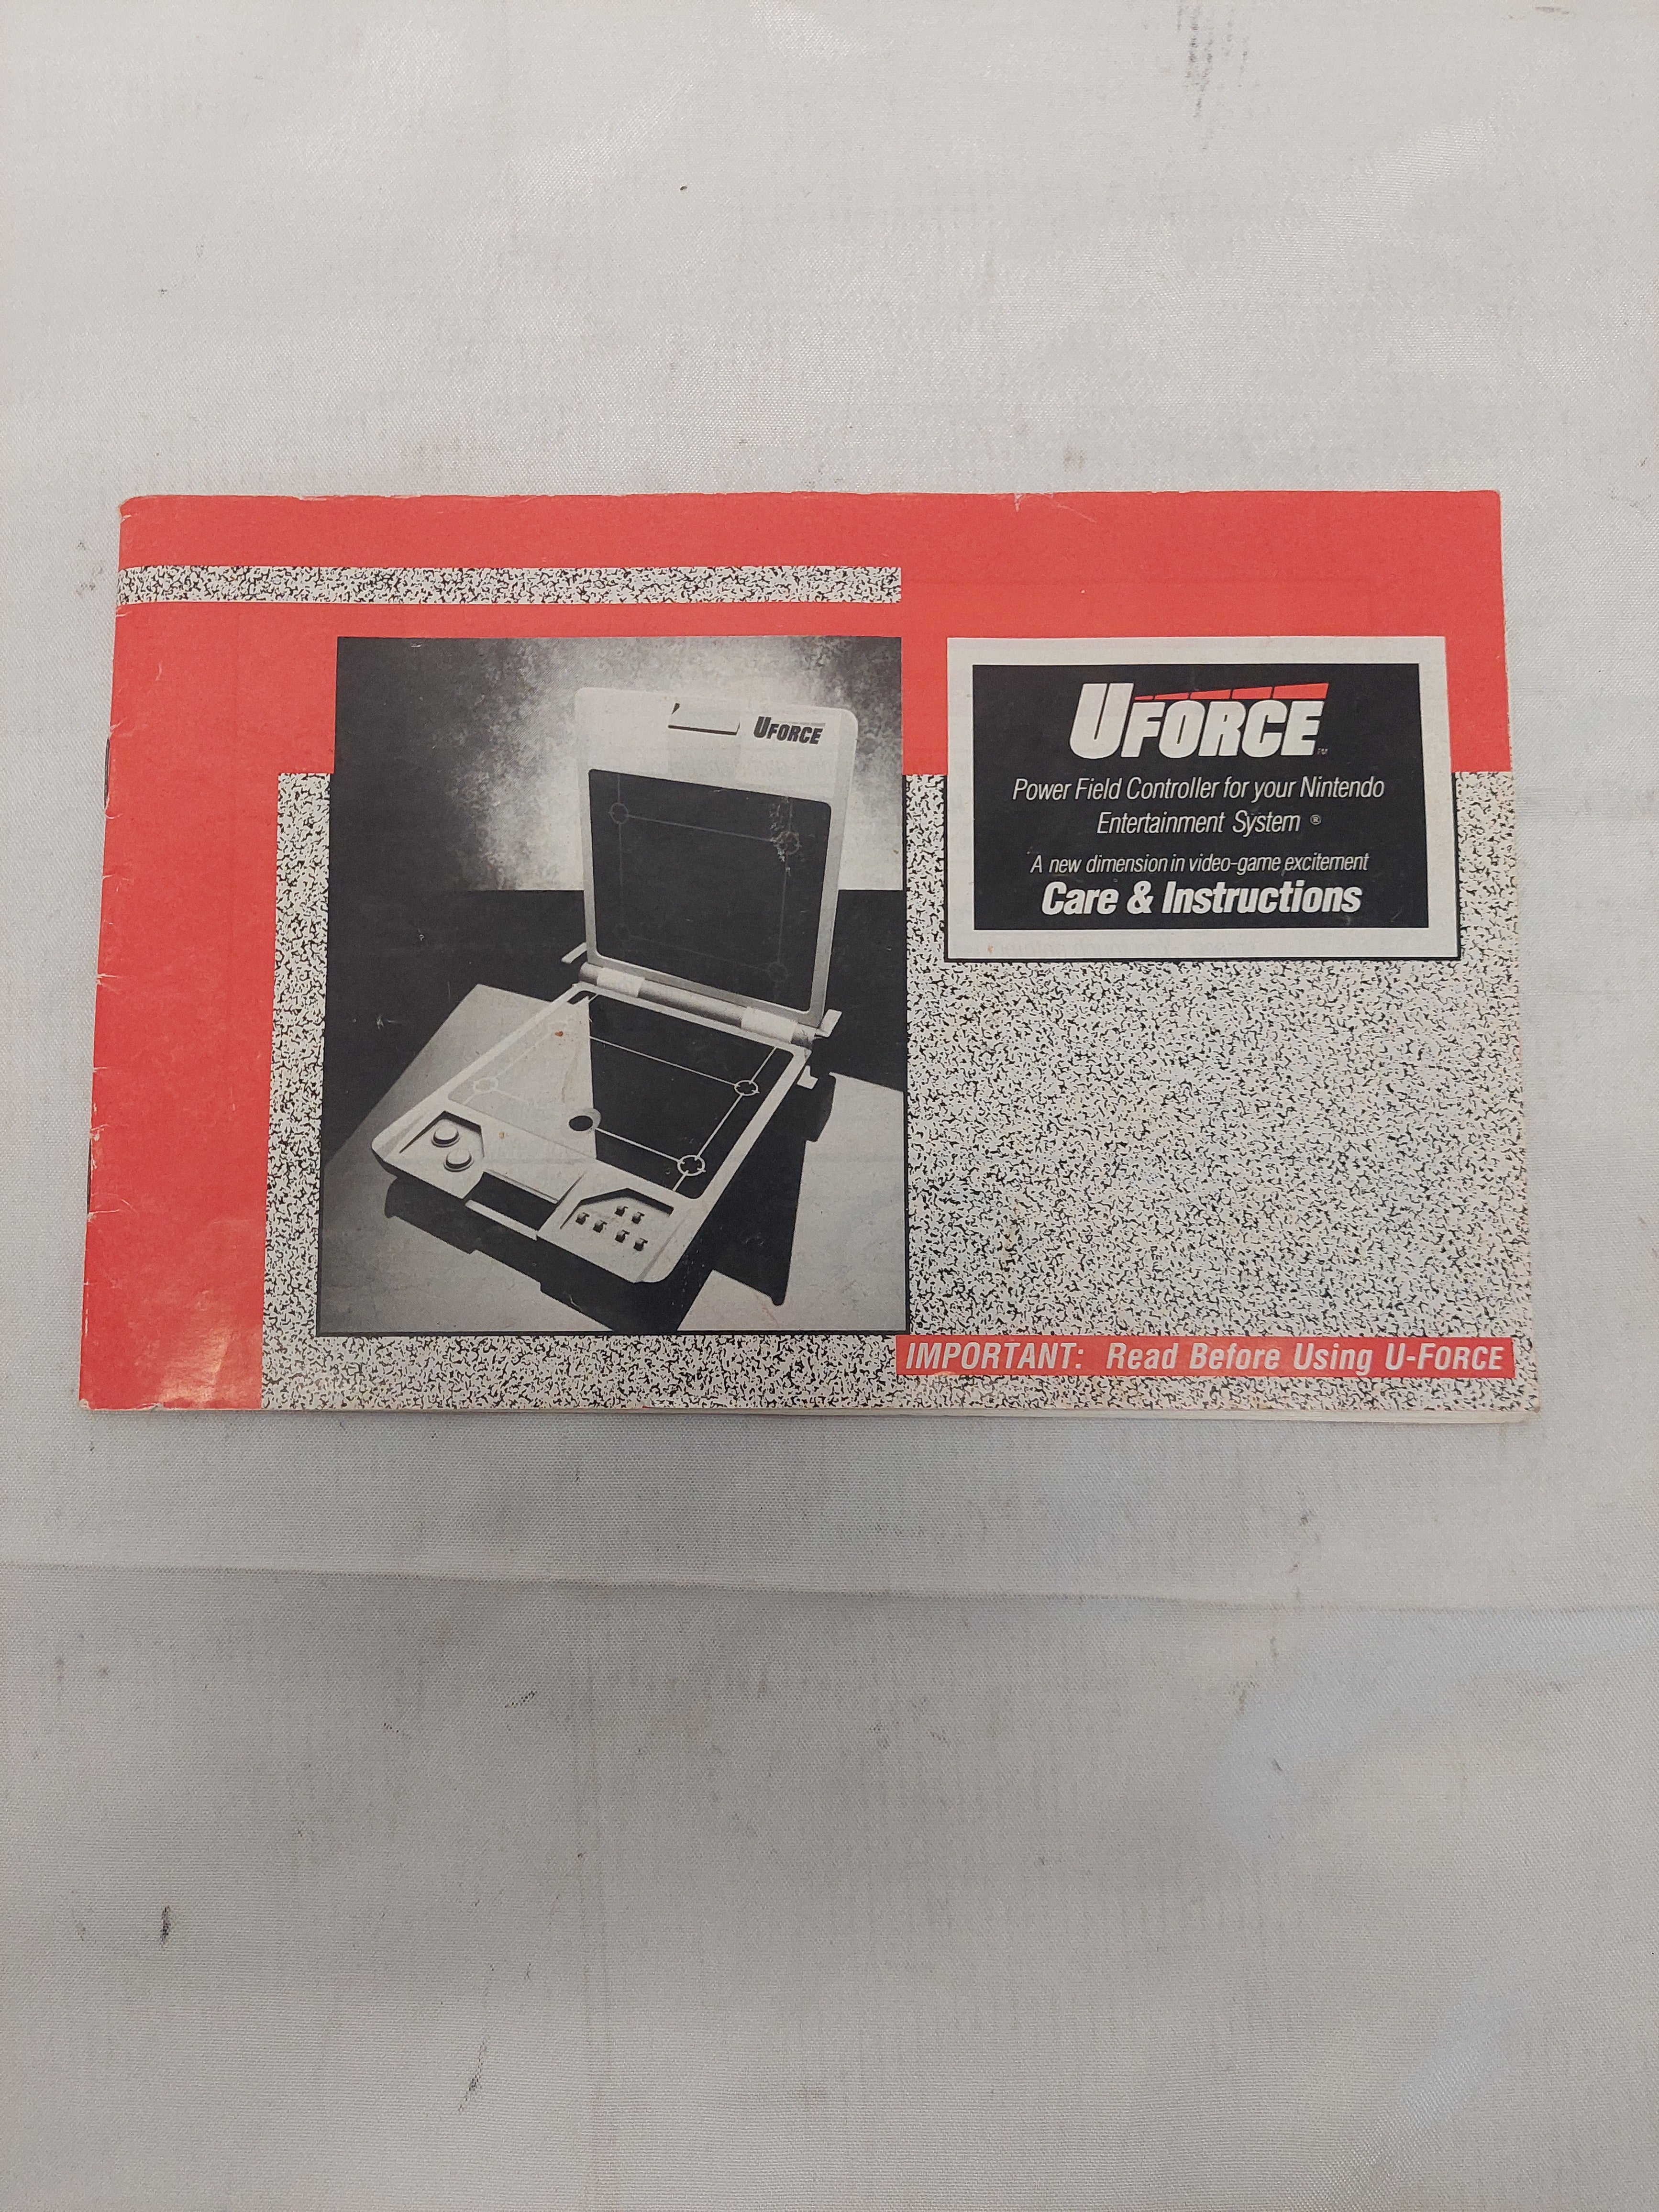 UFORCE
UFORCE™
Power Field Controller for your Nintendo
Entertainment System ®
A new dimension in video-game excitement
Care & Instructions
IMPORTANT: Read Before Using U-FORCE